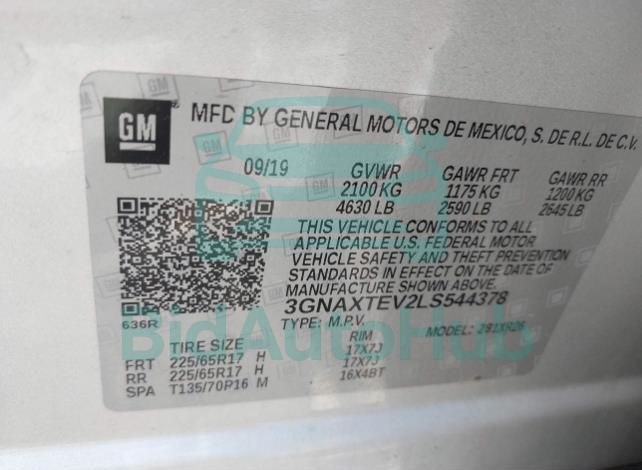 GM
MFD BY GENERAL MOTORS DE MEXICO, S. DE R.L. DE C.V.
09/19 GVWR GAWR FRT GAWR RR
2100 KG 1175 KG 1200 KG
4630 LB 2590 LB 2645 LB
THIS VEHICLE CONFORMS TO ALL
APPLICABLE U.S. FEDERAL MOTOR
VEHICLE SAFETY AND THEFT PREVENTION
STANDARDS IN EFFECT ON THE DATE OF
MANUFACTURE SHOWN ABOVE.
3GNAXTEV2LS544378
636R TYPE: M.P.V. MODEL:
BidAutoHub
TIRE SIZE RIM
FRT 225/65R17 H 17X7J
RR 225/65R17 H 17X7J
SPA T135/70P16 M 16X4BT